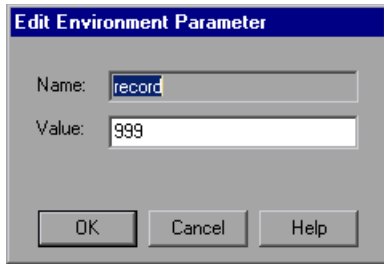 Edit Environment Parameter
Name: record
Value: 999
OK Cancel Help